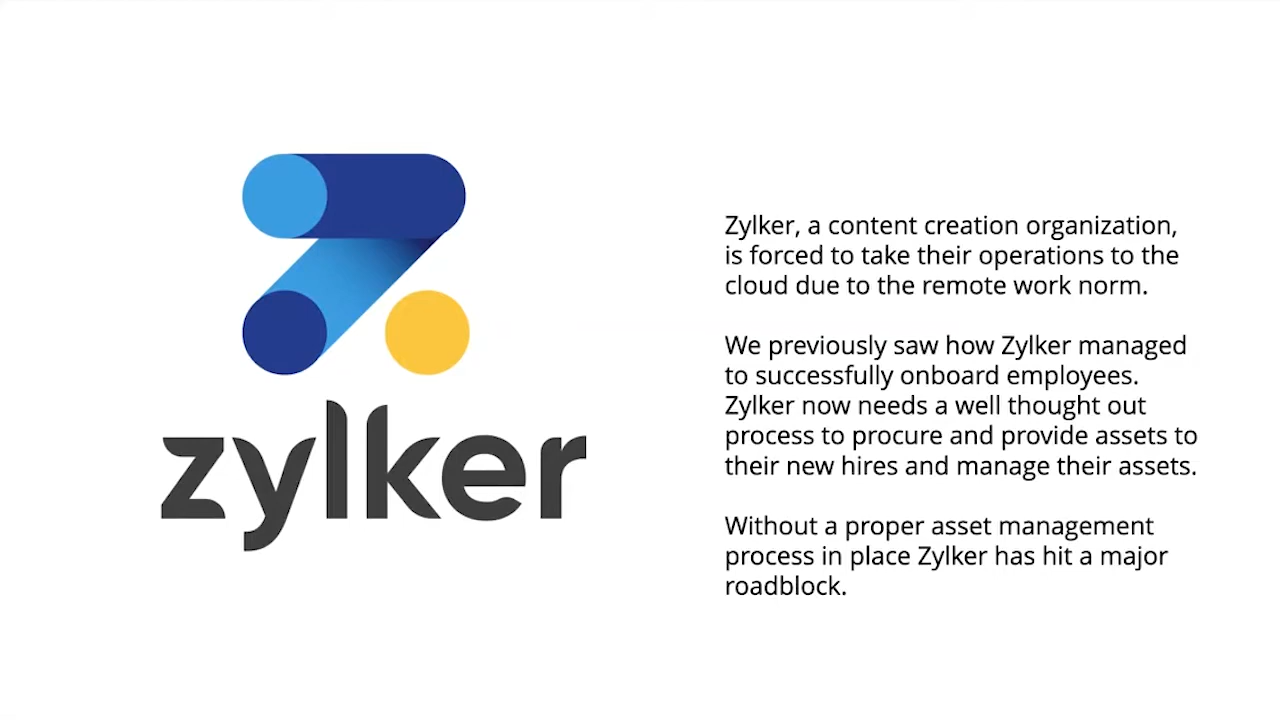 zylker
Zylker, a content creation organization,
is forced to take their operations to the
cloud due to the remote work norm.
We previously saw how Zylker managed
to successfully onboard employees.
Zylker now needs a well thought out
process to procure and provide assets to
their new hires and manage their assets.
Without a proper asset management
process in place Zylker has hit a major
roadblock.